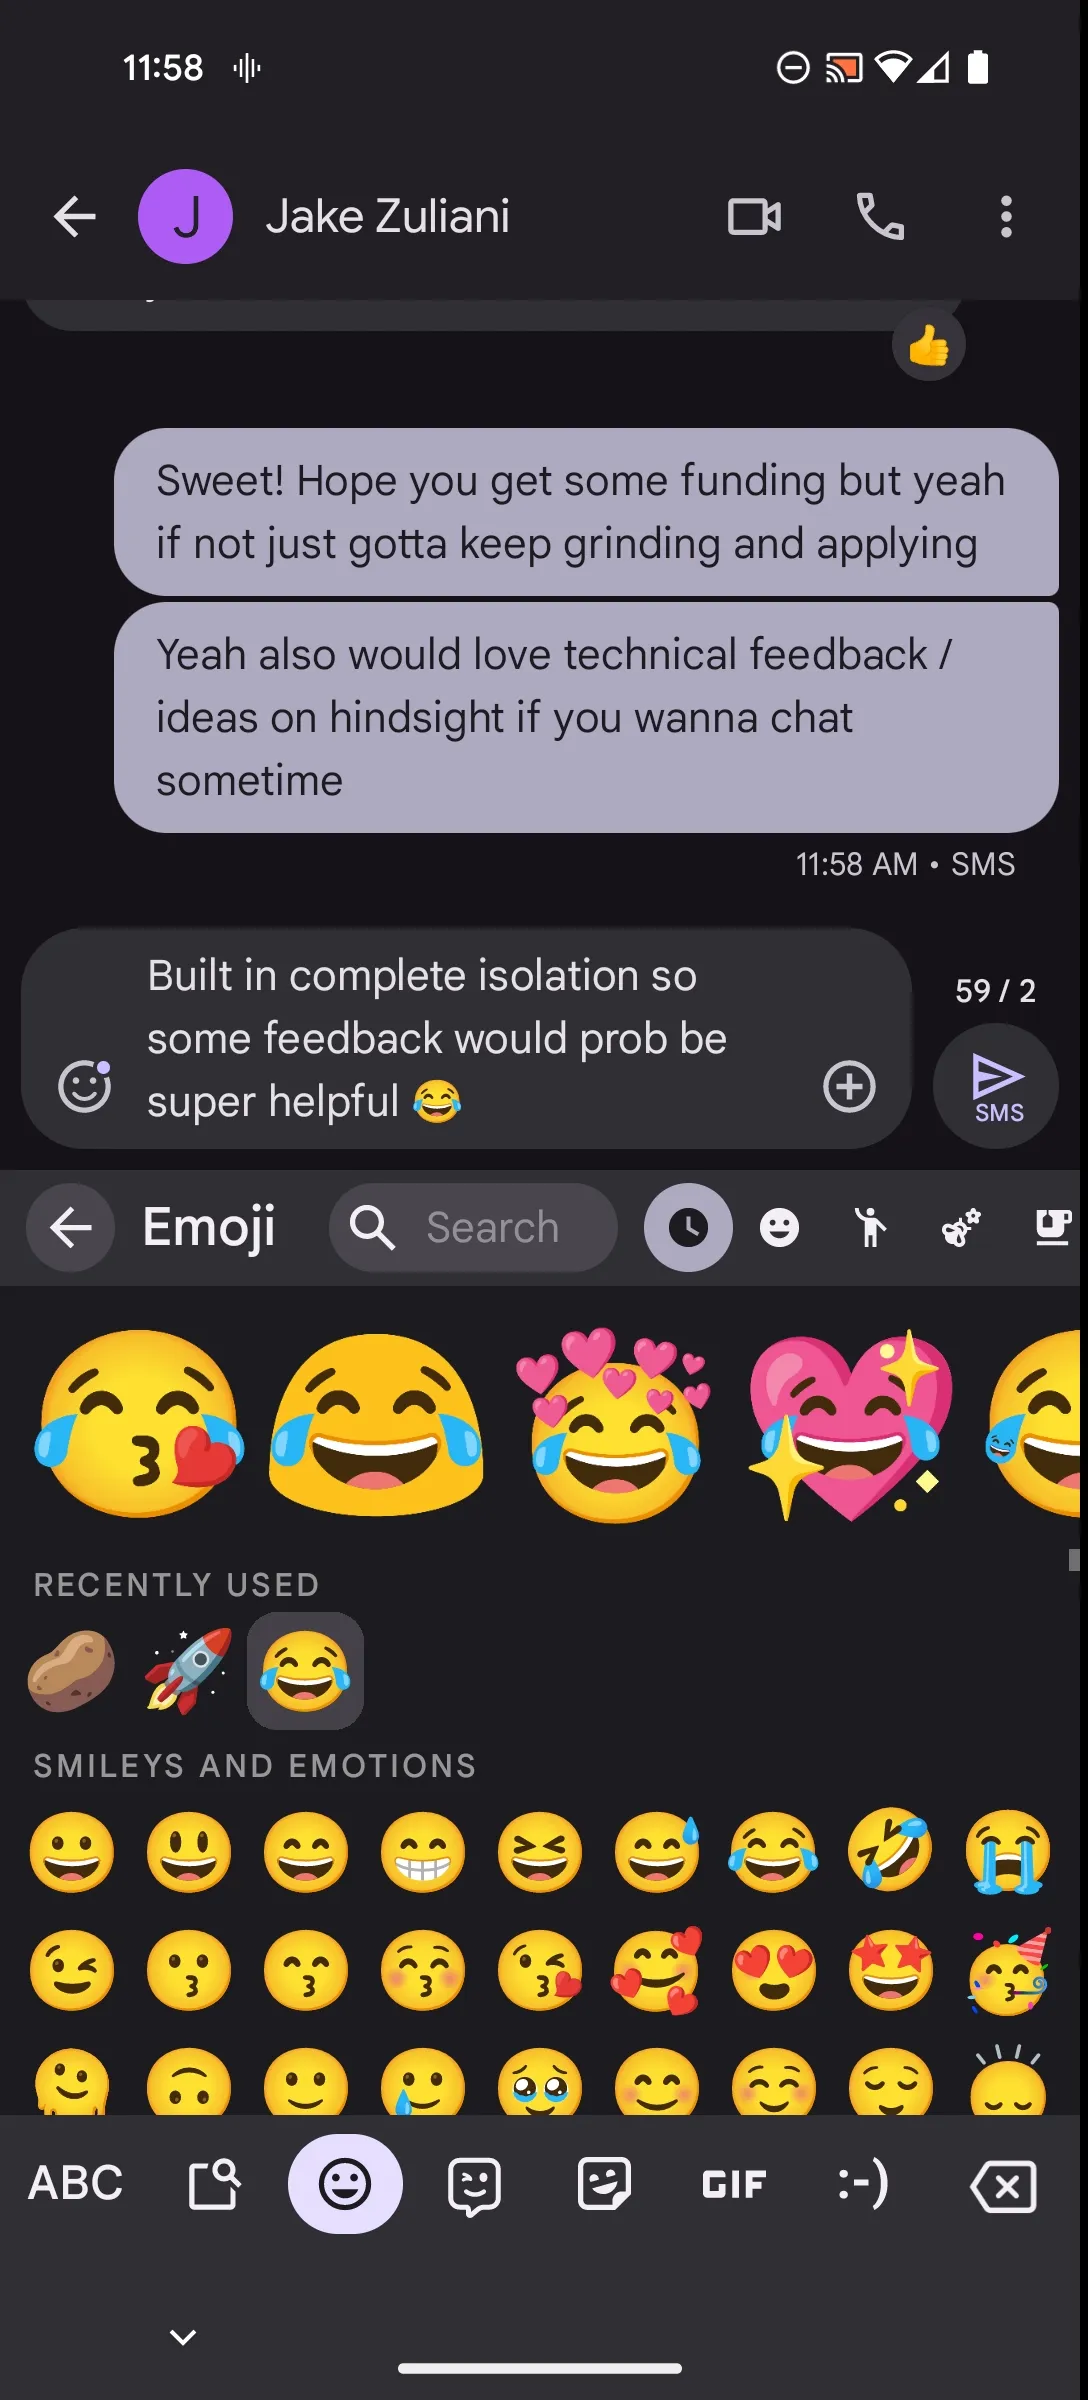 11:58
J
Jake Zuliani
Sweet! Hope you get some funding but yeah
if not just gotta keep grinding and applying
Yeah also would love technical feedback /
ideas on hindsight if you wanna chat
sometime
11:58 AM • SMS
Built in complete isolation so
some feedback would prob be
super helpful 😂
59 / 2
SMS
Emoji
Search
RECENTLY USED
SMILEYS AND EMOTIONS
ABC
GIF
:-)